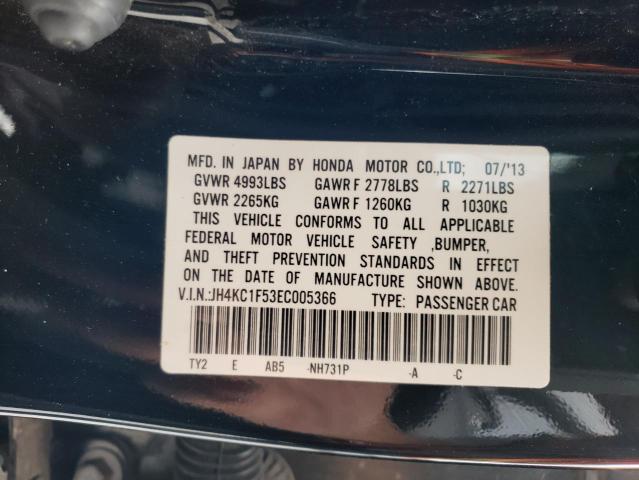 MFD. IN JAPAN BY HONDA MOTOR CO.,LTD; 07/'13
GVWR 4993LBS GAWR F 2778LBS R 2271LBS
GVWR 2265KG GAWR F 1260KG R 1030KG
THIS VEHICLE CONFORMS TO ALL APPLICABLE
FEDERAL MOTOR VEHICLE SAFETY ,BUMPER,
AND THEFT PREVENTION STANDARDS IN EFFECT
ON THE DATE OF MANUFACTURE SHOWN ABOVE.
V.I.N.:JH4KC1F53EC005366 TYPE: PASSENGER CAR
TY2 E AB5 -NH731P -A -C